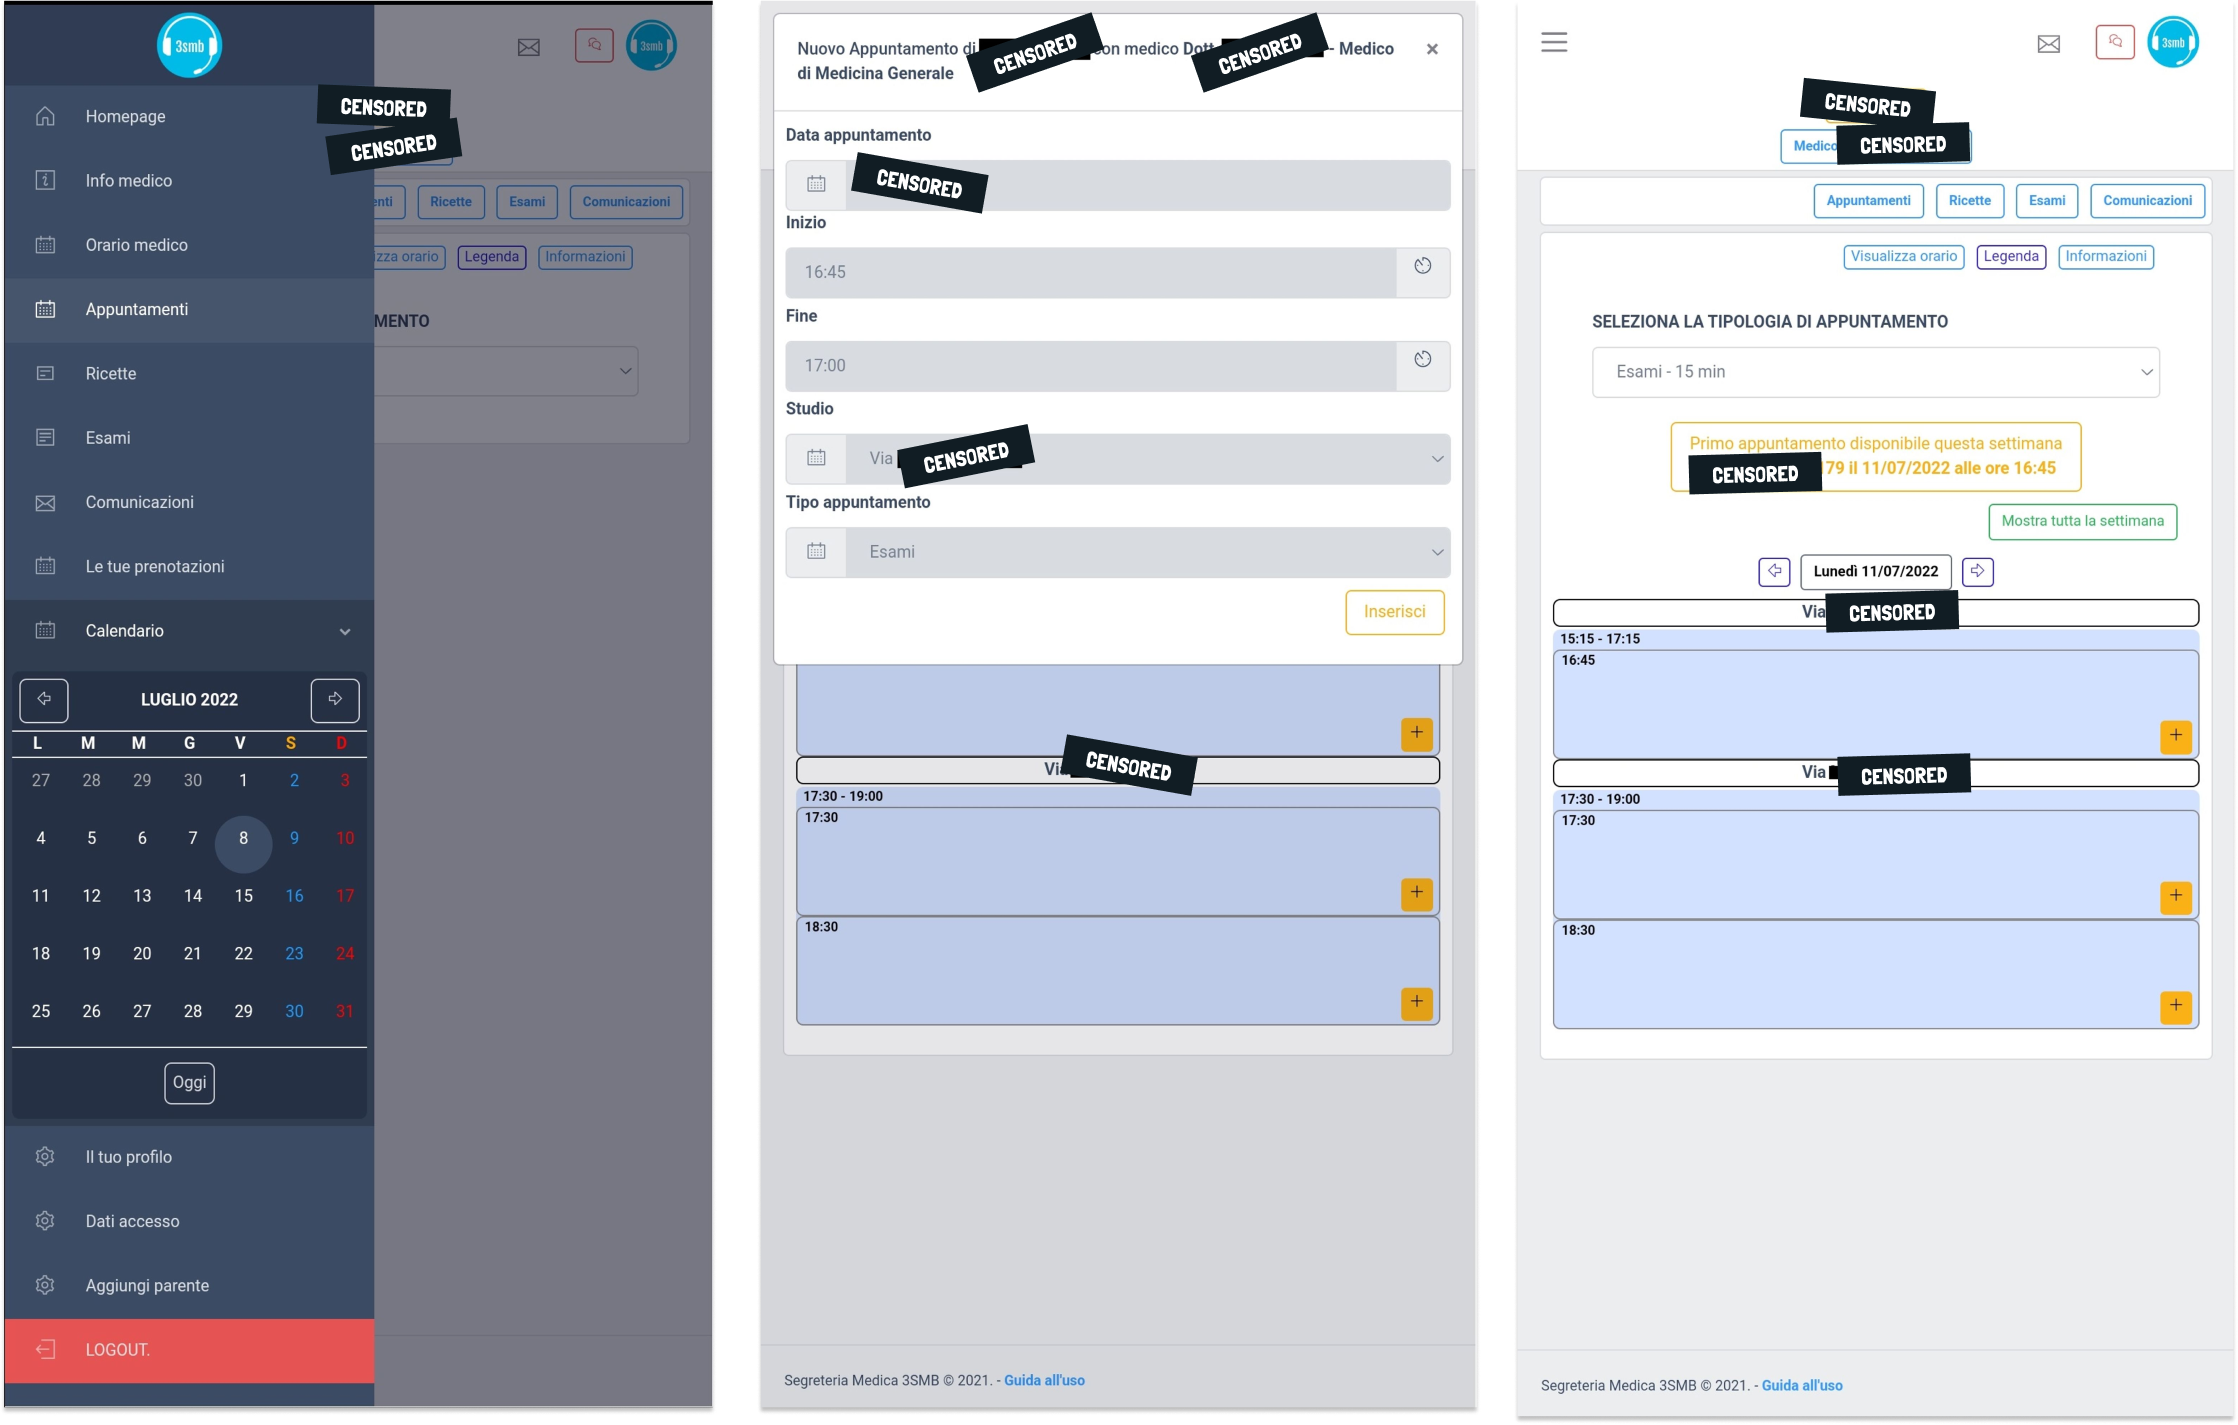 3smb
3smb
CENSORED
CENSORED
Homepage
Info medico
Orario medico
Appuntamenti
Ricette
Esami
Comunicazioni
Le tue prenotazioni
Calendario
enti
Ricette
Esami
Comunicazioni
izza orario
Legenda
Informazioni
MENTO
LUGLIO 2022
L M M G V S D
27 28 29 30 1 2 3
4 5 6 7 8 9 10
11 12 13 14 15 16 17
18 19 20 21 22 23 24
25 26 27 28 29 30 31
Oggi
Il tuo profilo
Dati accesso
Aggiungi parente
LOGOUT.
Nuovo Appuntamento di CENSORED con medico Dott. CENSORED - Medico
di Medicina Generale
×
Data appuntamento
CENSORED
Inizio
16:45
Fine
17:00
Studio
Via CENSORED
Tipo appuntamento
Esami
Inserisci
+
Via CENSORED
17:30 - 19:00
17:30
+
18:30
+
Segreteria Medica 3SMB © 2021. - Guida all'uso
3smb
CENSORED
Medico CENSORED
Appuntamenti
Ricette
Esami
Comunicazioni
Visualizza orario
Legenda
Informazioni
SELEZIONA LA TIPOLOGIA DI APPUNTAMENTO
Esami - 15 min
Primo appuntamento disponibile questa settimana
CENSORED 179 il 11/07/2022 alle ore 16:45
Mostra tutta la settimana
Lunedì 11/07/2022
Via CENSORED
15:15 - 17:15
16:45
+
Via CENSORED
17:30 - 19:00
17:30
+
18:30
+
Segreteria Medica 3SMB © 2021. - Guida all'uso